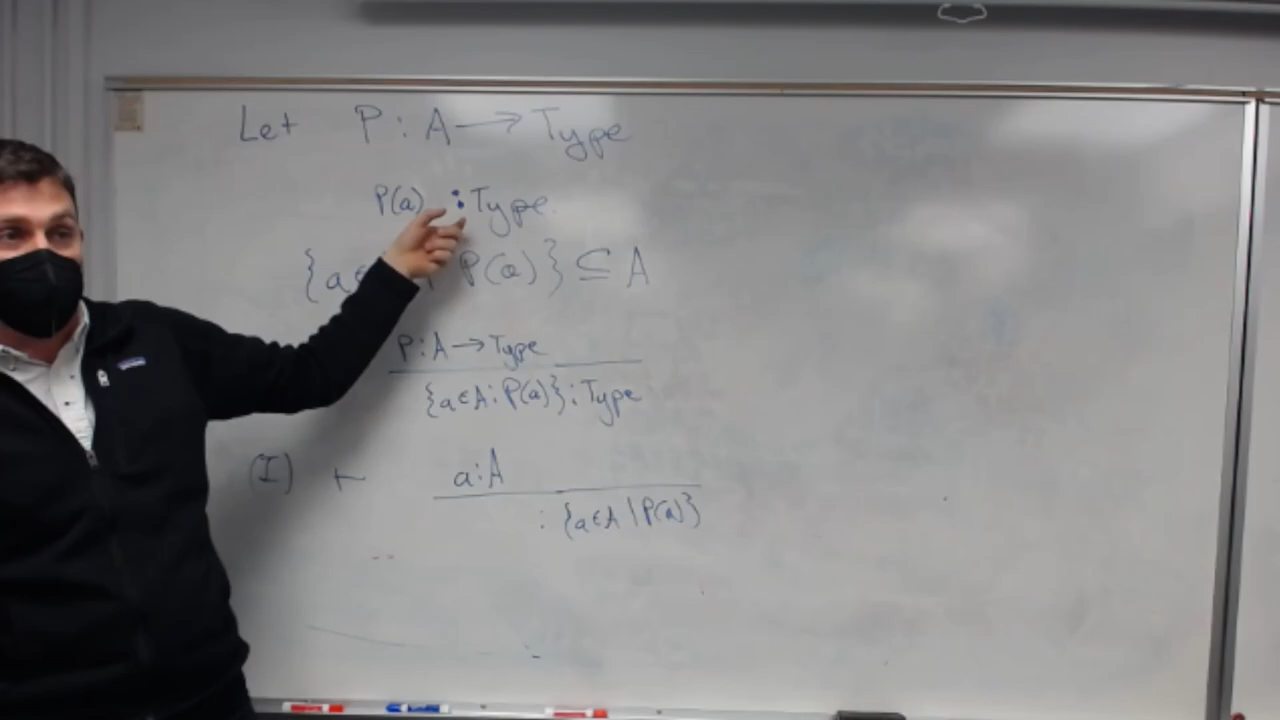 Let P : A → Type
P(a) : Type
{a∈ | P(a)} ⊆ A
P : A → Type
{a∈A : P(a)} : Type
(I) ⊢ a : A
: {a∈A | P(a)}